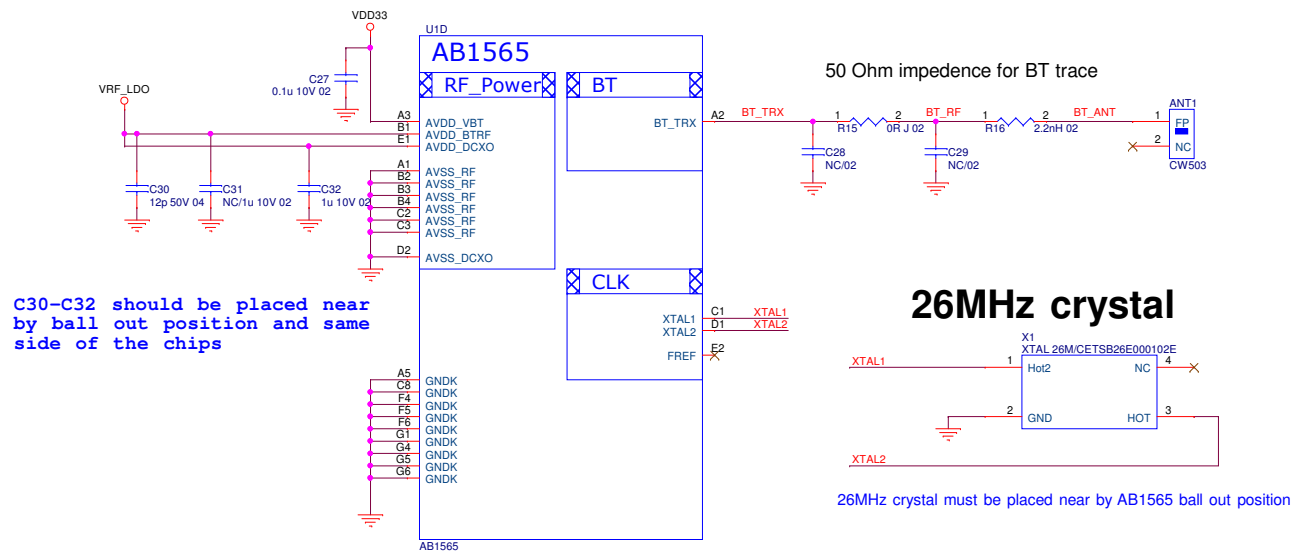 VDD33
U1D
AB1565
C27
0.1u 10V 02
VRF_LDO
RF_Power
BT
50 Ohm impedence for BT trace
A3
AVDD_VBT
B1
AVDD_BTRF
E1
AVDD_DCXO
A2
BT_TRX
BT_TRX
1
R15
2
0R J 02
BT_RF
1
R16
2
2.2nH 02
BT_ANT
ANT1
1
FP
2
NC
CW503
C28
NC/02
C29
NC/02
C30
12p 50V 04
C31
NC/1u 10V 02
C32
1u 10V 02
A1
AVSS_RF
B2
AVSS_RF
B3
AVSS_RF
B4
AVSS_RF
C2
AVSS_RF
C3
AVSS_RF
D2
AVSS_DCXO
CLK
C1
XTAL1
XTAL1
D1
XTAL2
XTAL2
E2
FREF
C30-C32 should be placed near
by ball out position and same
side of the chips
26MHz crystal
X1
XTAL 26M/CETSB26E000102E
XTAL1
1
Hot2
NC
4
2
GND
HOT
3
XTAL2
26MHz crystal must be placed near by AB1565 ball out position
A5
GNDK
C8
GNDK
F4
GNDK
F5
GNDK
F6
GNDK
G1
GNDK
G4
GNDK
G5
GNDK
G6
GNDK
AB1565